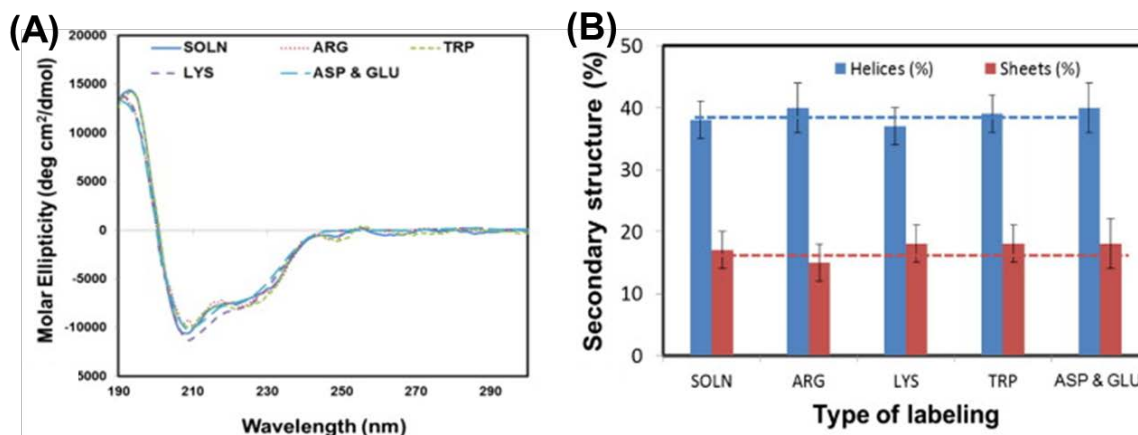 (A)
20000
15000
10000
5000
0
-5000
-10000
5000
190
210
230
250
270
290
SOLN
ARG
TRP
LYS
ASP & GLU
Molar Ellipticity (deg cm²/dmol)
Wavelength (nm)
(B)
50
40
30
20
10
0
Helices (%)
Sheets (%)
Secondary structure (%)
SOLN
ARG
LYS
TRP
ASP & GLU
Type of labeling